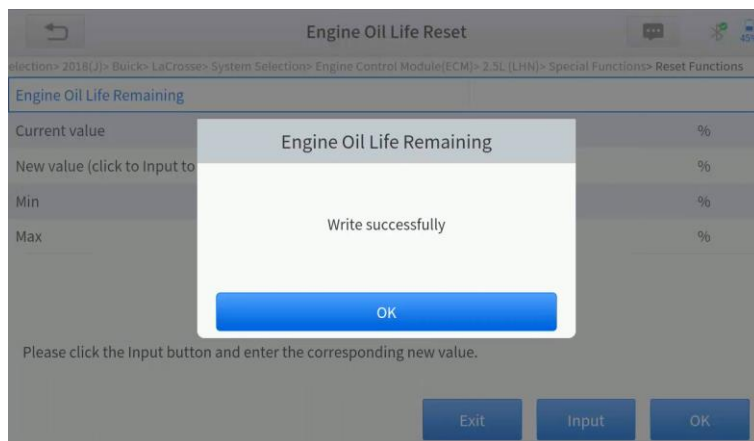 Engine Oil Life Reset
election> 2018(J)> Buick> LaCrosse> System Selection> Engine Control Module(ECM)> 2.5L (LHN)> Special Functions> Reset Functions
Engine Oil Life Remaining
Current value %
New value (click to Input to %
Min %
Max %
Engine Oil Life Remaining
Write successfully
OK
Please click the Input button and enter the corresponding new value.
Exit Input OK